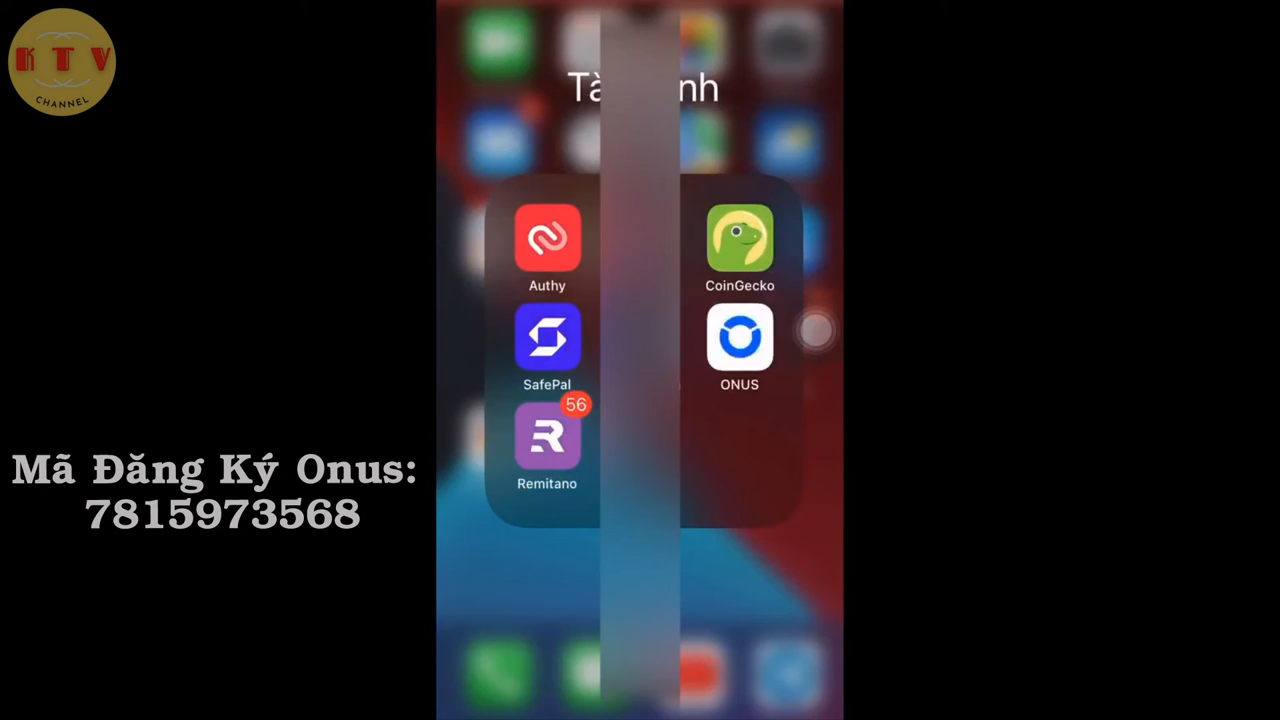 K T V
CHANNEL
Authy
CoinGecko
SafePal
ONUS
56
Remitano
Mã Đăng Ký Onus:
7815973568